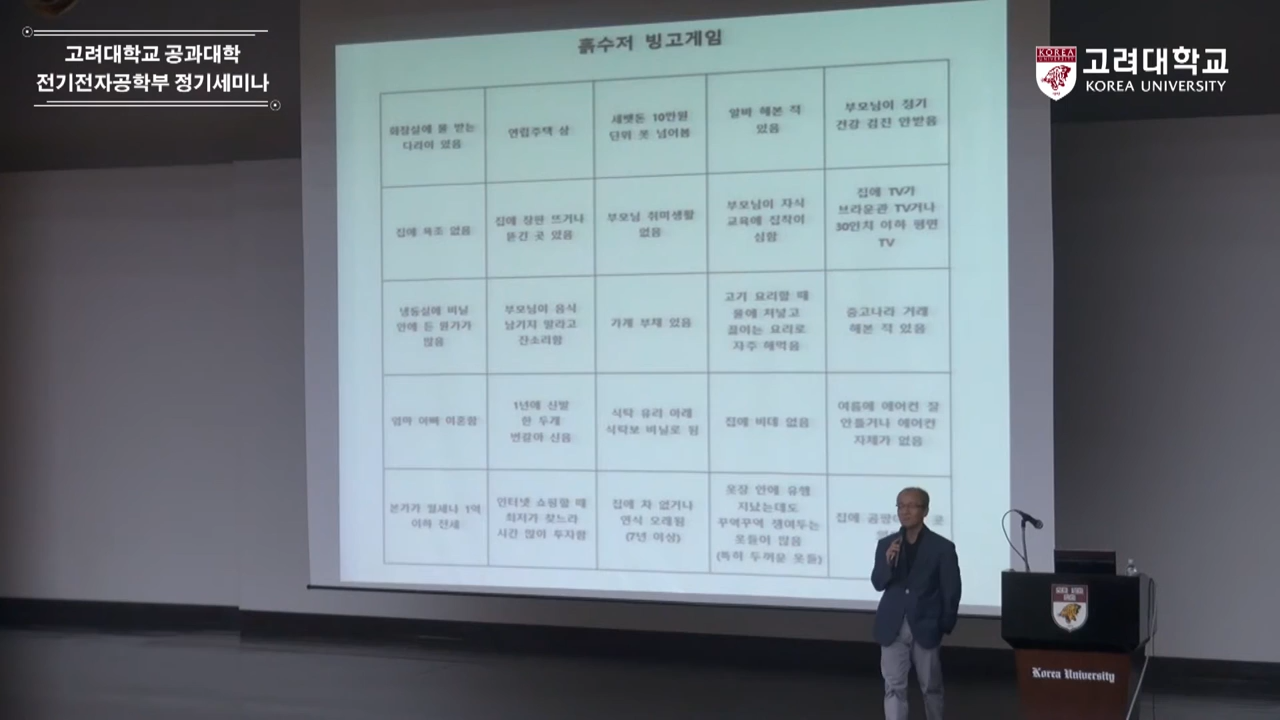 고려대학교 공과대학
전기전자공학부 정기세미나
KOREA
고려대학교
KOREA UNIVERSITY
흙수저 빙고게임
화장실에 물 받는
다라이 있음
연립주택 삶
세뱃돈 10만원
단위 못 넘어봄
알바 해본 적
있음
부모님이 정기
건강 검진 안받음
집에 욕조 없음
집에 장판 뜨거나
뜯긴 곳 있음
부모님 취미생활
없음
부모님이 자식
교육에 집착이
심함
집에 TV가
브라운관 TV거나
30인치 이하 평면
TV
냉동실에 비닐
안에 든 뭔가가
많음
부모님이 음식
남기지 말라고
잔소리함
가계 부채 있음
고기 요리할 때
물에 저넣고
끓이는 요리로
자주 해먹음
중고나라 거래
해본 적 있음
엄마 아빠 이혼함
1년에 신발
한 두개
번갈아 신음
식탁 유리 아래
식탁보 비닐로 됨
집에 비데 없음
여름에 에어컨 잘
안틀거나 에어컨
자체가 없음
본가가 월세나 1억
이하 전세
인터넷 쇼핑할 때
최저가 찾느라
시간 많이 투자함
집에 차 없거나
연식 오래됨
(7년 이상)
옷장 안에 유행
지났는데도
꾸역꾸역 쟁여두는
옷들이 많음
(특히 두꺼운 옷들)
집에 곰팡 곳
Korea University